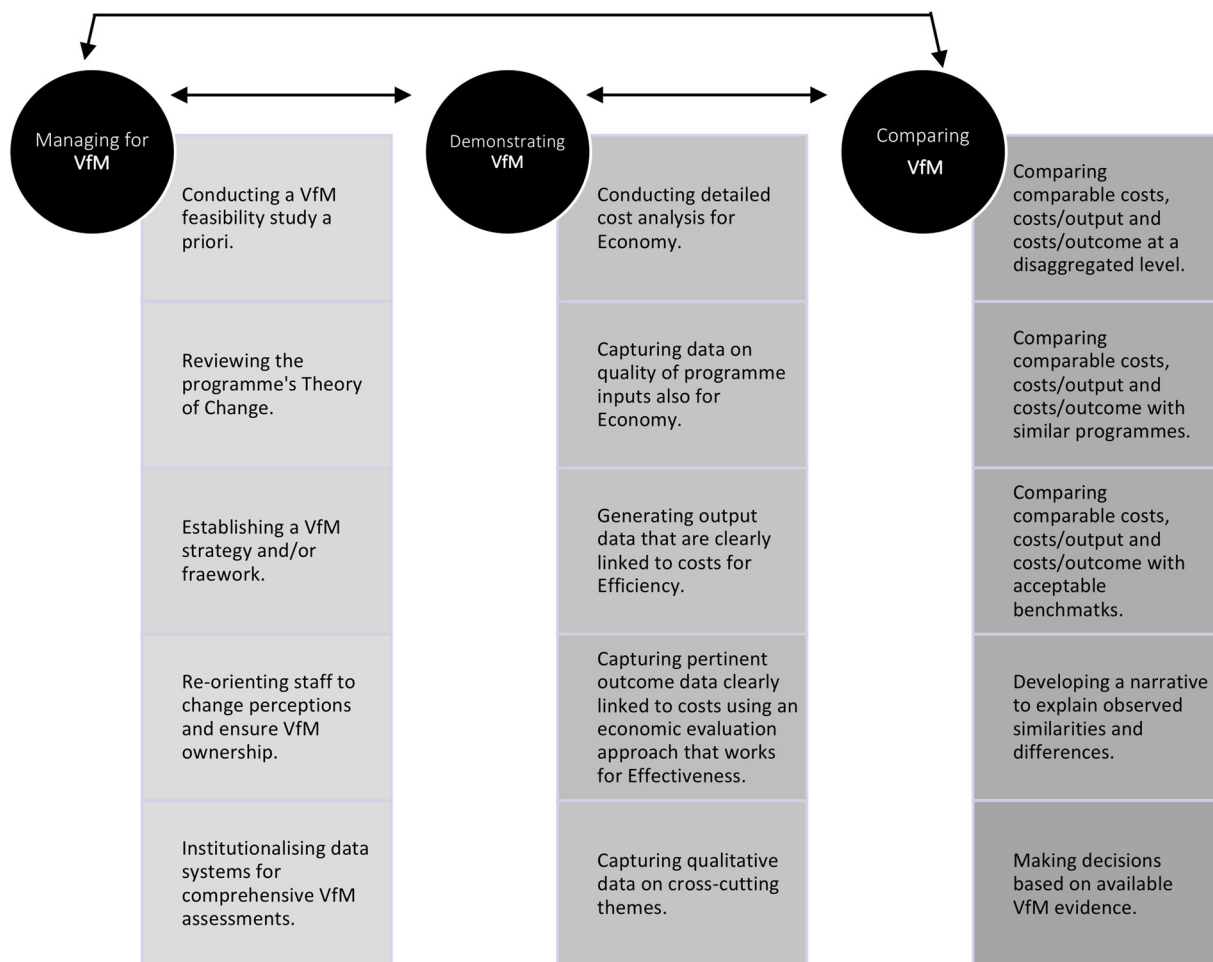 Managing for
VfM
Conducting a VfM
feasibility study a
priori.
Reviewing the
programme's Theory
of Change.
Establishing a VfM
strategy and/or
fraework.
Re-orienting staff to
change perceptions
and ensure VfM
ownership.
Institutionalising data
systems for
comprehensive VfM
assessments.
Demonstrating
VfM
Conducting detailed
cost analysis for
Economy.
Capturing data on
quality of programme
inputs also for
Economy.
Generating output
data that are clearly
linked to costs for
Efficiency.
Capturing pertinent
outcome data clearly
linked to costs using an
economic evaluation
approach that works
for Effectiveness.
Capturing qualitative
data on cross-cutting
themes.
Comparing
VfM
Comparing
comparable costs,
costs/output and
costs/outcome at a
disaggregated level.
Comparing
comparable costs,
costs/output and
costs/outcome with
similar programmes.
Comparing
comparable costs,
costs/output and
costs/outcome with
acceptable
benchmatks.
Developing a narrative
to explain observed
similarities and
differences.
Making decisions
based on available
VfM evidence.